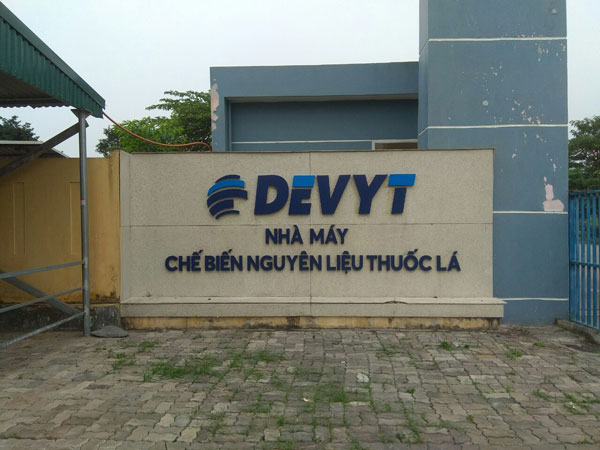 DEVYT
NHÀ MÁY
CHẾ BIẾN NGUYÊN LIỆU THUỐC LÁ